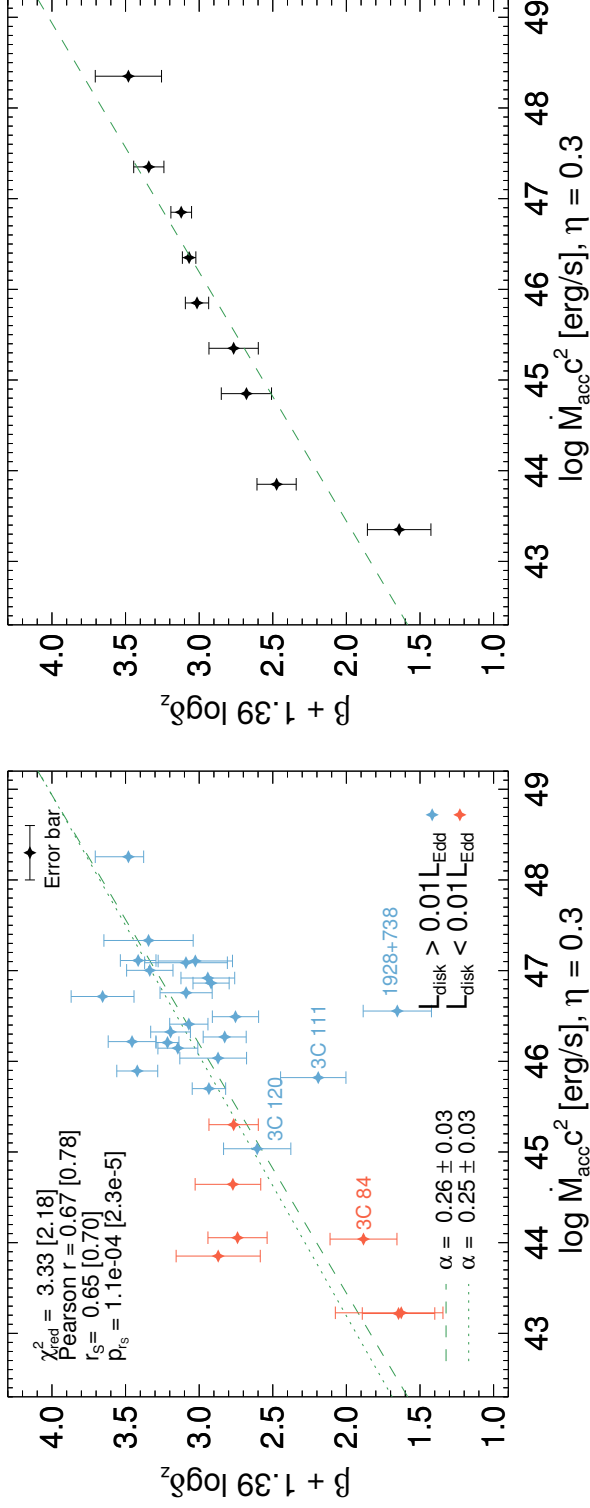 χ²red = 3.33 [2.18]
Pearson r = 0.67 [0.78]
rS= 0.65 [0.70]
prs = 1.1e-04 [2.3e-5]
Error bar
3C 120
3C 111
1928+738
3C 84
Ldisk > 0.01LEdd
Ldisk < 0.01LEdd
α = 0.26 ± 0.03
α = 0.25 ± 0.03
β + 1.39 logδz
4.0
3.5
3.0
2.5
2.0
1.5
1.0
43 44 45 46 47 48 49
log Ṁaccc² [erg/s], η = 0.3
β + 1.39 logδz
4.0
3.5
3.0
2.5
2.0
1.5
1.0
43 44 45 46 47 48 49
log Ṁaccc² [erg/s], η = 0.3